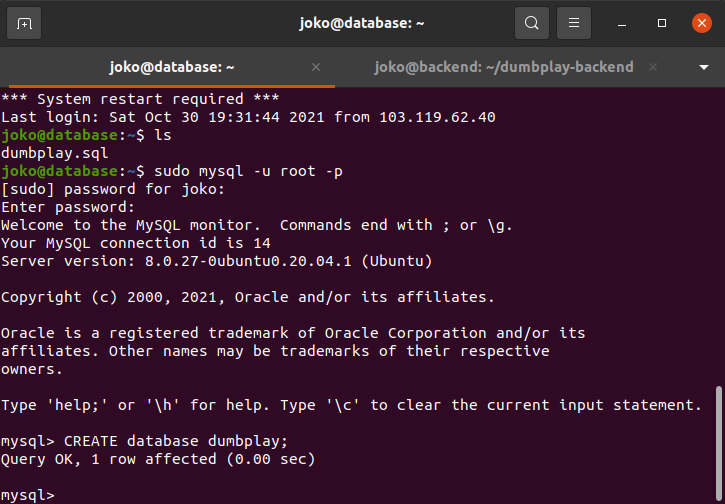 joko@database: ~
joko@database: ~ × joko@backend: ~/dumbplay-backend ×
*** System restart required ***
Last login: Sat Oct 30 19:31:44 2021 from 103.119.62.40
joko@database:~$ ls
dumbplay.sql
joko@database:~$ sudo mysql -u root -p
[sudo] password for joko:
Enter password:
Welcome to the MySQL monitor.  Commands end with ; or \g.
Your MySQL connection id is 14
Server version: 8.0.27-0ubuntu0.20.04.1 (Ubuntu)
Copyright (c) 2000, 2021, Oracle and/or its affiliates.
Oracle is a registered trademark of Oracle Corporation and/or its
affiliates. Other names may be trademarks of their respective
owners.
Type 'help;' or '\h' for help. Type '\c' to clear the current input statement.
mysql> CREATE database dumbplay;
Query OK, 1 row affected (0.00 sec)
mysql>